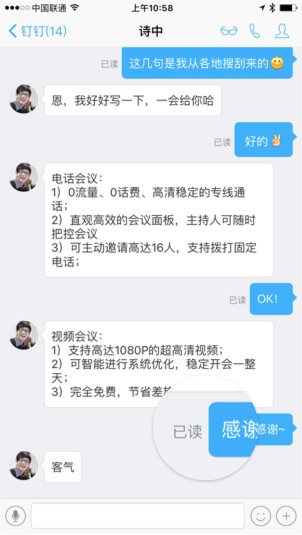 中国联通
上午10:58
钉钉(14)
诗中
已读
这几句是我从各地搜刮来的
恩，我好好写一下，一会给你哈
已读
好的
电话会议：
1）0流量、0话费、高清稳定的专线通
话；
2）直观高效的会议面板，主持人可随时
把控会议
3）可主动邀请高达16人，支持拨打固定
电话；
已读
OK！
视频会议：
1）支持高达1080P的超高清视频；
2）可智能进行系统优化，稳定开会一整
天；
3）完全免费，节省差旅
已读
感谢
感谢~
客气